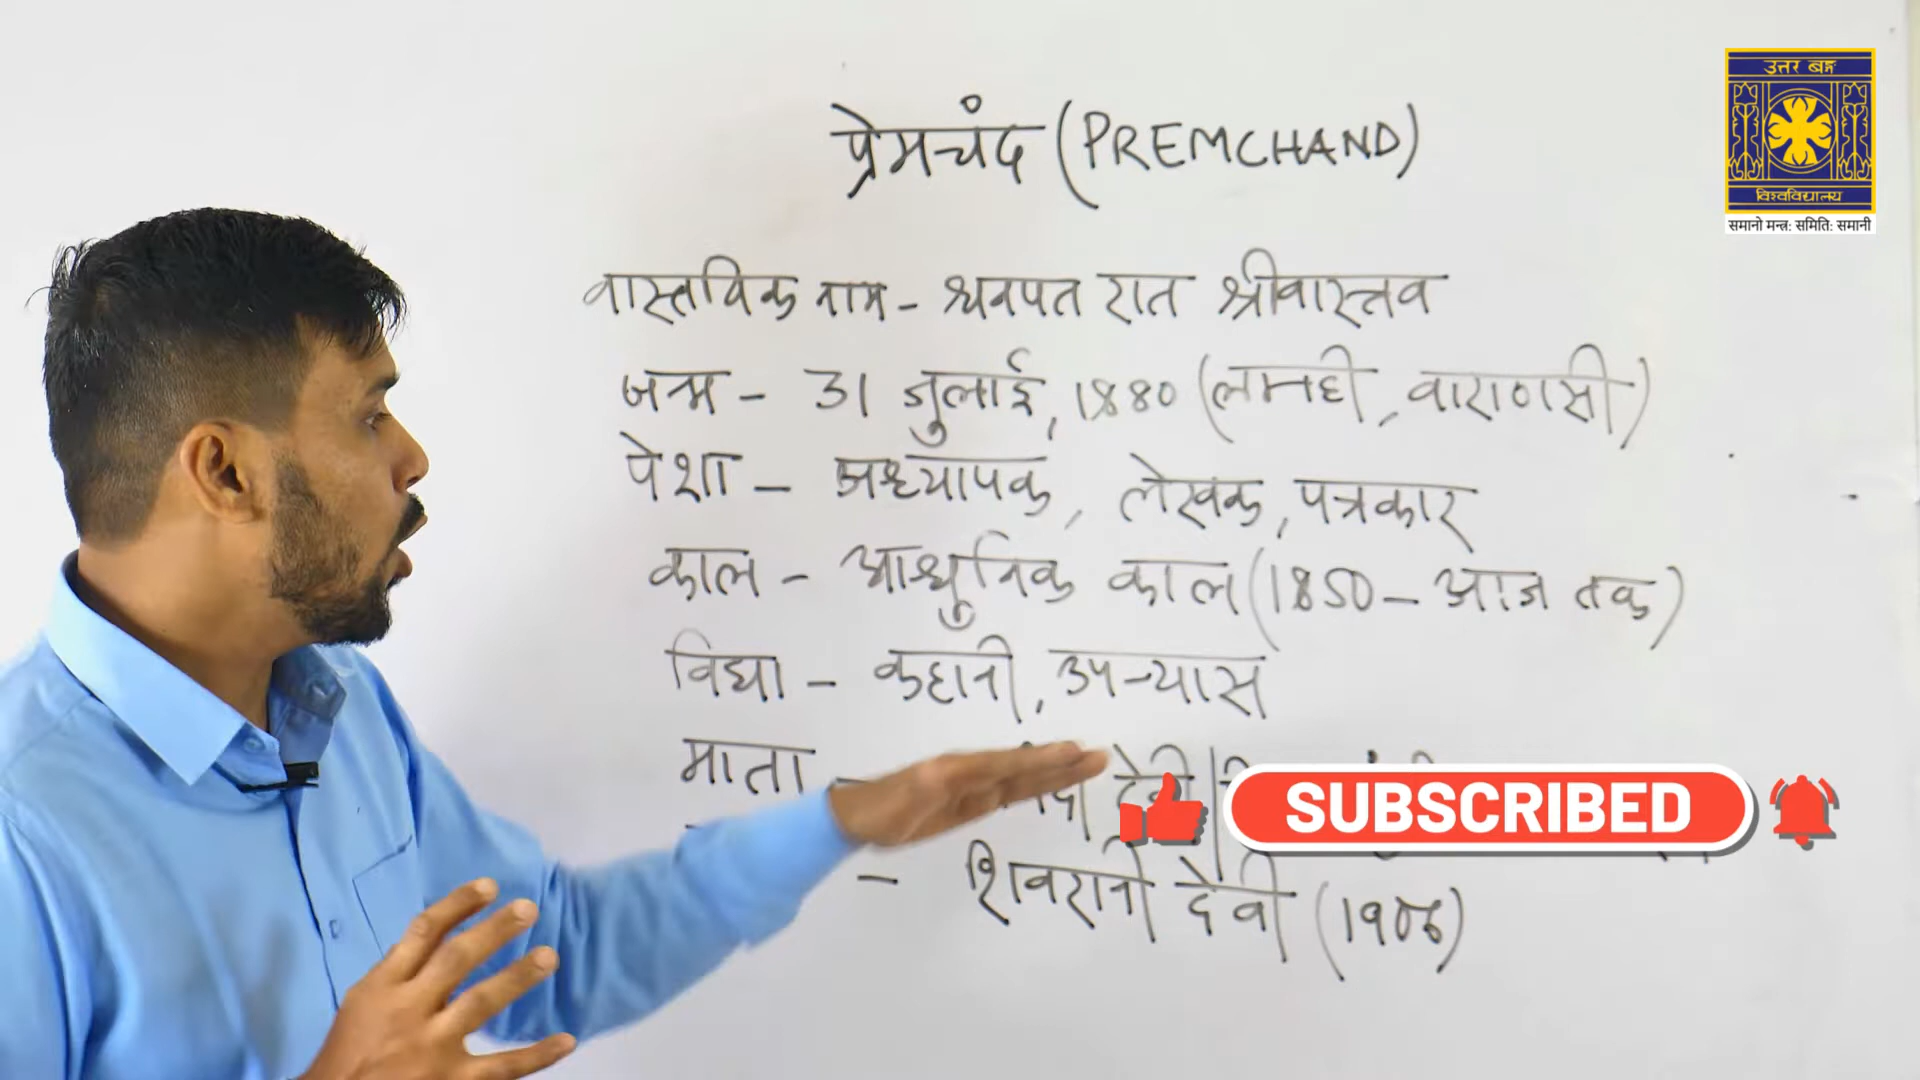 प्रेमचंद (PREMCHAND)
वास्तविक नाम - धनपत रात श्रीवास्तव
जन्म - 31 जुलाई, 1880 (लमही, वाराणसी)
पेशा - अध्यापक, लेखक, पत्रकार
काल - आधुनिक काल (1850 - आज तक)
विधा - कहानी, उपन्यास
माता - देवी |
- शिवरानी देवी (1906)
SUBSCRIBED
उत्तर बङ्ग
विश्वविद्यालय
समानो मन्त्र: समिति: समानी